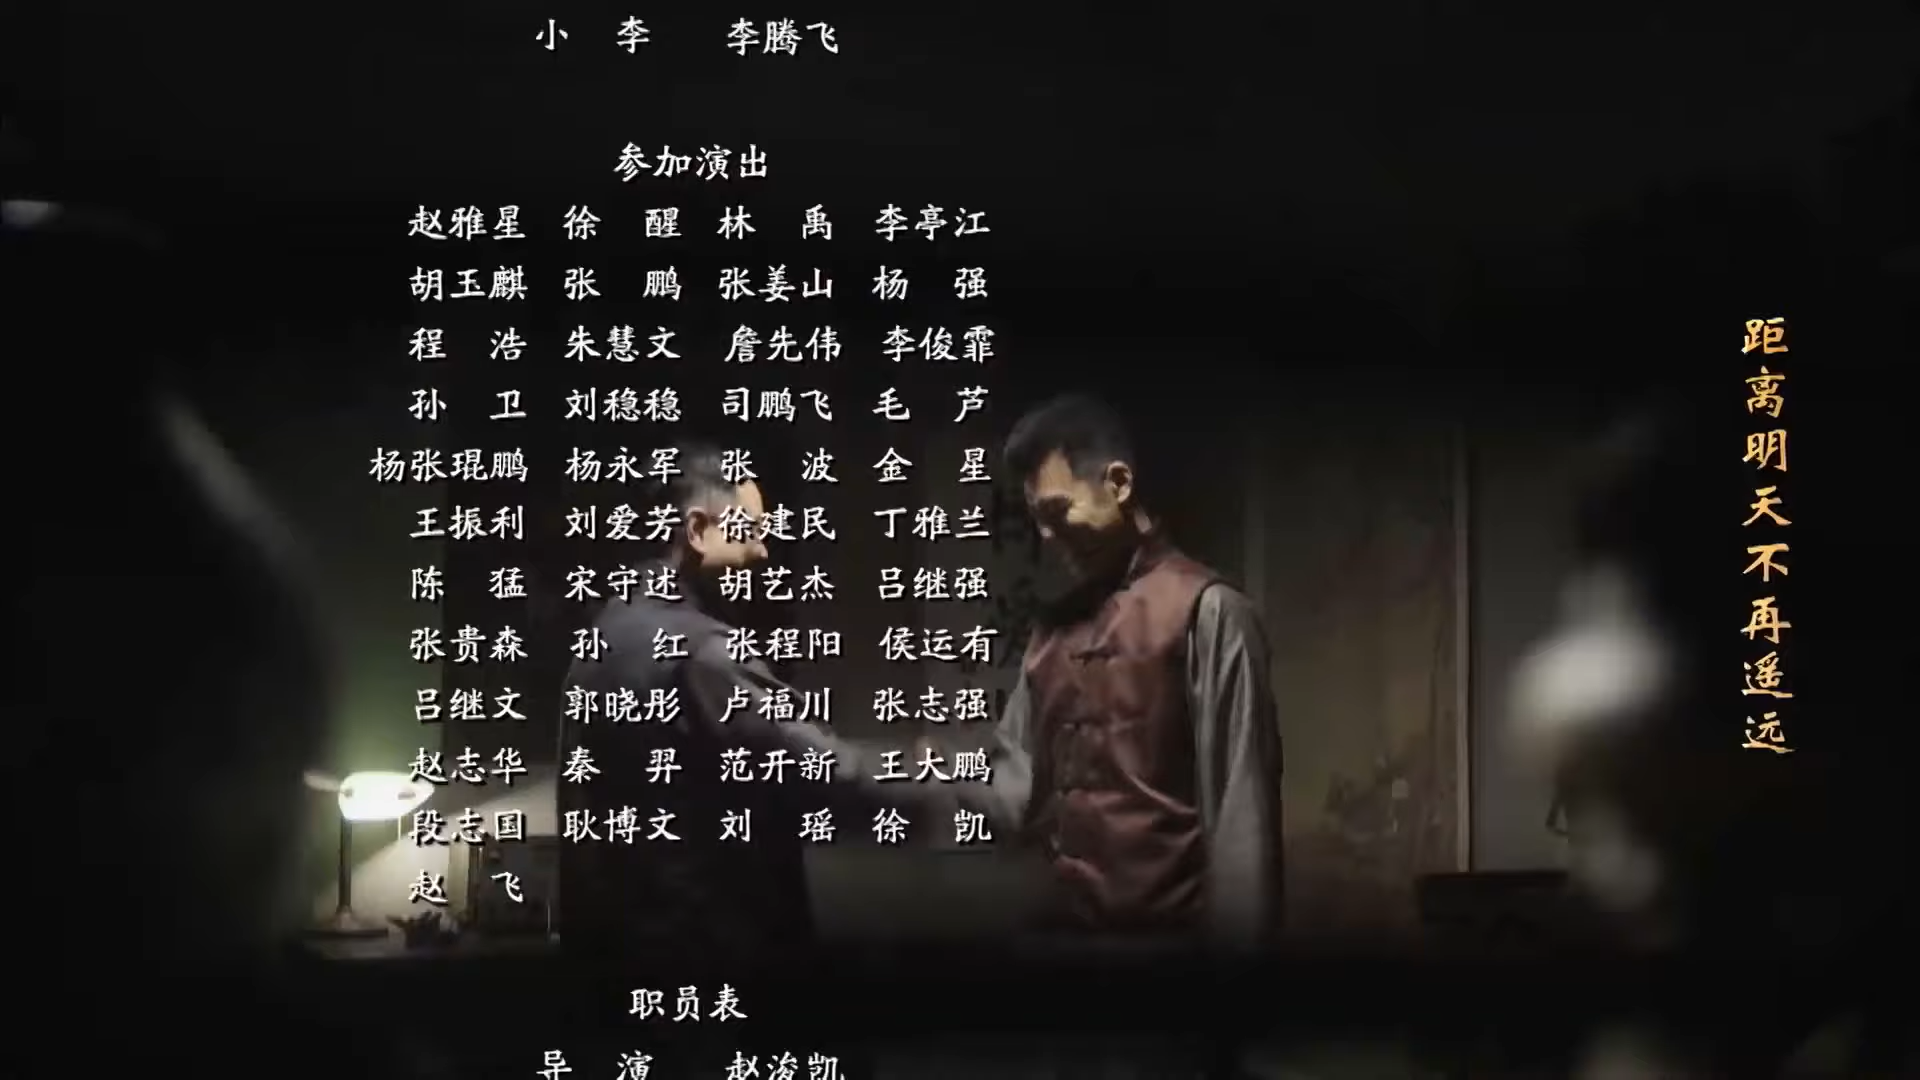 小　李　李腾飞
参加演出
赵雅星　徐　醒　林　禹　李亭江
胡玉麒　张　鹏　张姜山　杨　强
程　浩　朱慧文　詹先伟　李俊霏
孙　卫　刘稳稳　司鹏飞　毛　芦
杨张琨鹏　杨永军　张　波　金　星
王振利　刘爱芳　徐建民　丁雅兰
陈　猛　宋守述　胡艺杰　吕继强
张贵森　孙　红　张程阳　侯运有
吕继文　郭晓彤　卢福川　张志强
赵志华　秦　羿　范开新　王大鹏
段志国　耿博文　刘　瑶　徐　凯
赵　飞
职员表
导　演　赵浚凯
距离明天不再遥远